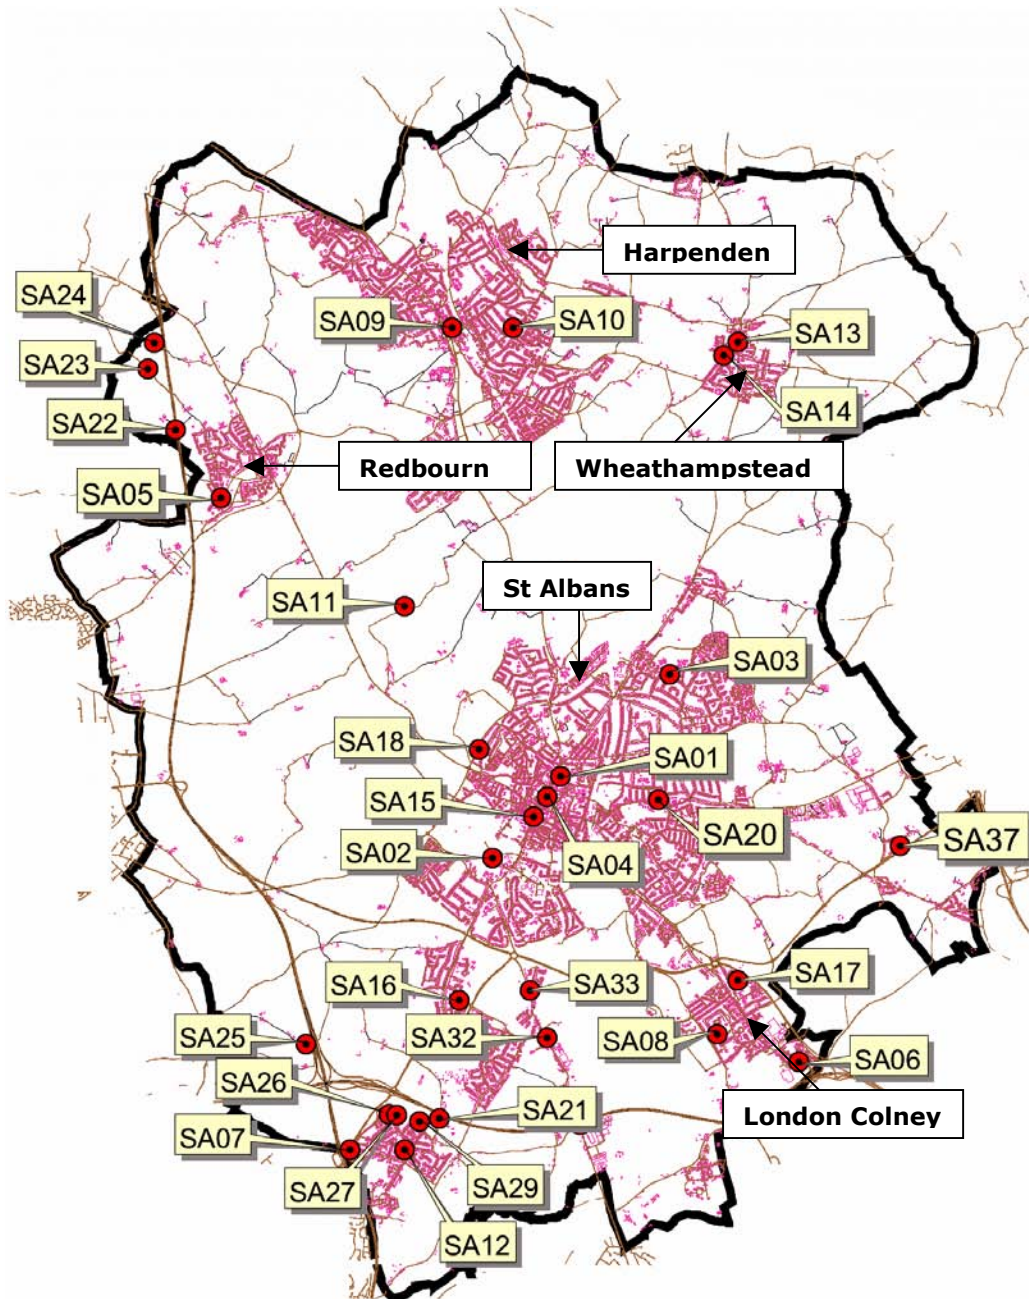 Harpenden
SA24
SA09
SA10
SA13
SA23
SA14
SA22
Redbourn
Wheathampstead
SA05
St Albans
SA11
SA03
SA18
SA01
SA15
SA20
SA37
SA02
SA04
SA17
SA16
SA33
SA25
SA32
SA08
SA06
SA26
SA21
London Colney
SA07
SA27
SA29
SA12